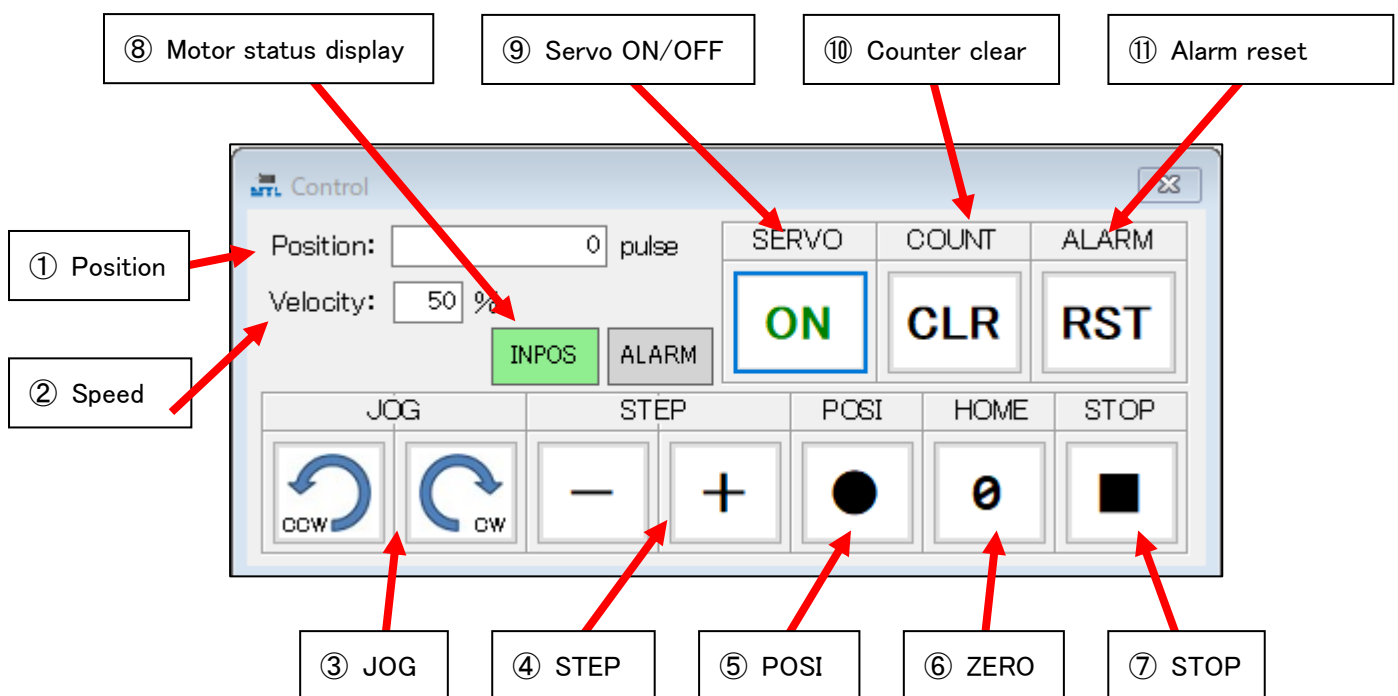 ⑧ Motor status display
⑨ Servo ON/OFF
⑩ Counter clear
⑪ Alarm reset
MTL Control
① Position
Position: 0 pulse
SERVO COUNT ALARM
Velocity: 50 %
ON CLR RST
INPOS ALARM
② Speed
JOG STEP POSI HOME STOP
CCW CW − + ● 0 ■
③ JOG
④ STEP
⑤ POSI
⑥ ZERO
⑦ STOP